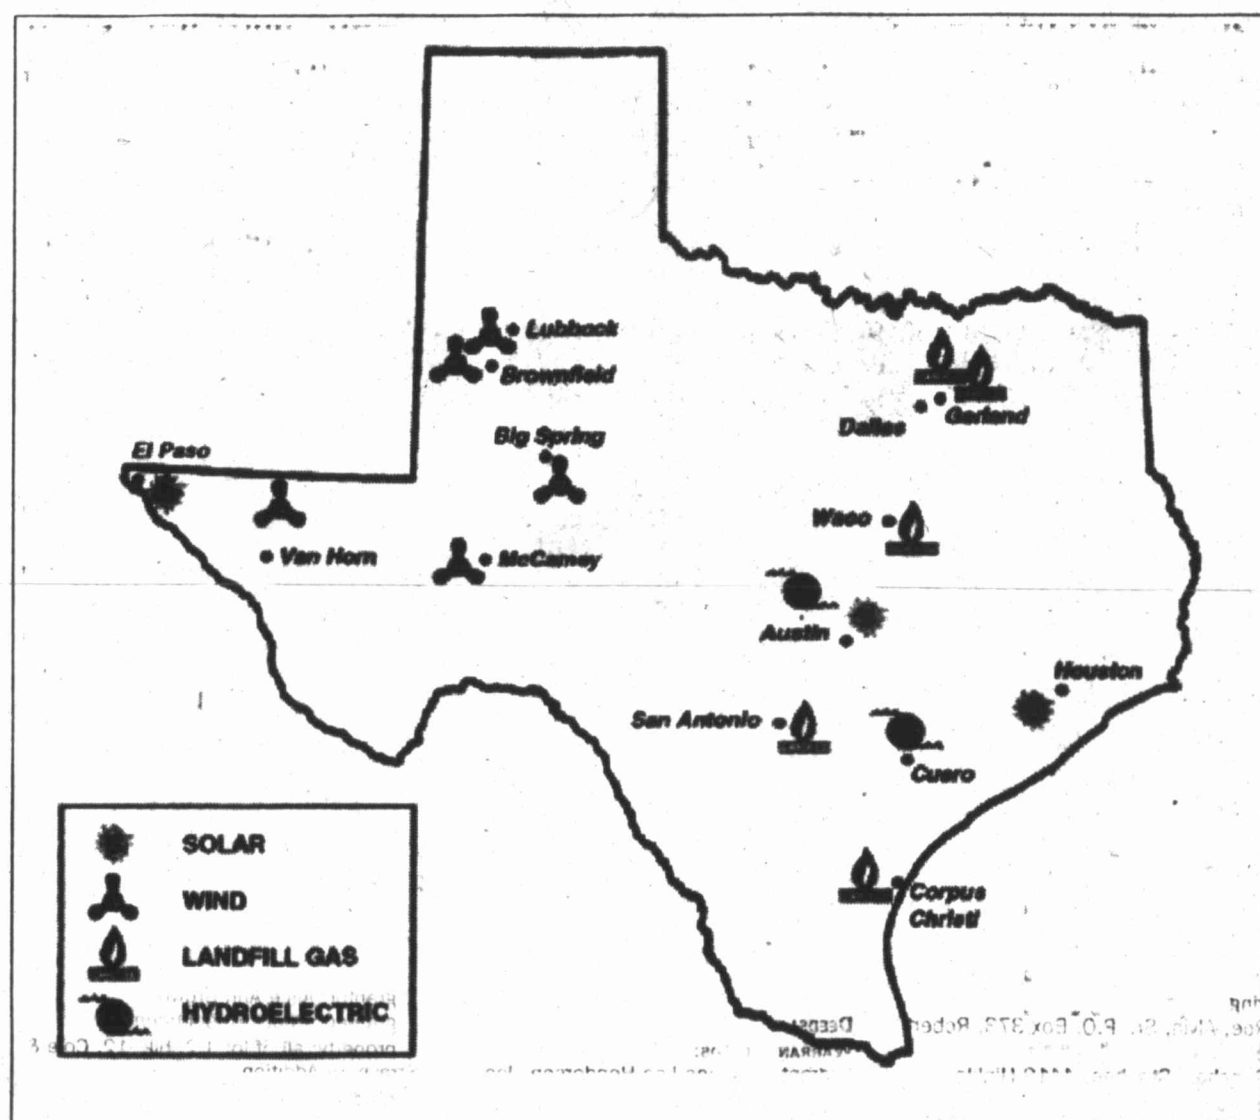 Lubbock
Brownfield
Big Spring
El Paso
Dallas
Garland
Waco
Van Horn
McCamey
Austin
Houston
San Antonio
Cuero
Corpus
Christi
SOLAR
WIND
LANDFILL GAS
HYDROELECTRIC